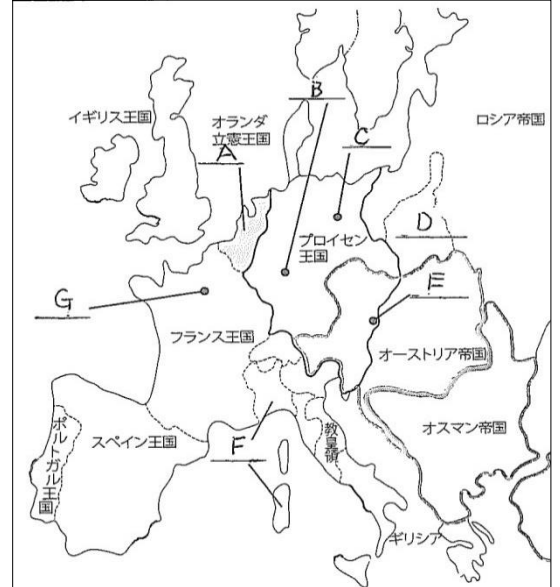 B
イギリス王国
オランダ
立憲王国
ロシア帝国
A
C
D
プロイセン
王国
E
G
フランス王国
オーストリア帝国
F
スペイン王国
ポルトガル王国
教皇領
オスマン帝国
ギリシア